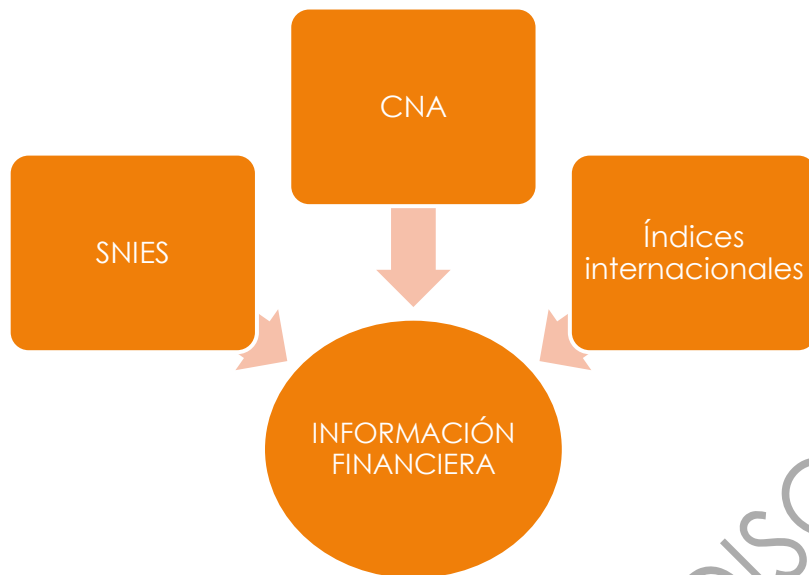 CNA
SNIES
Índices
internacionales
INFORMACIÓN
FINANCIERA